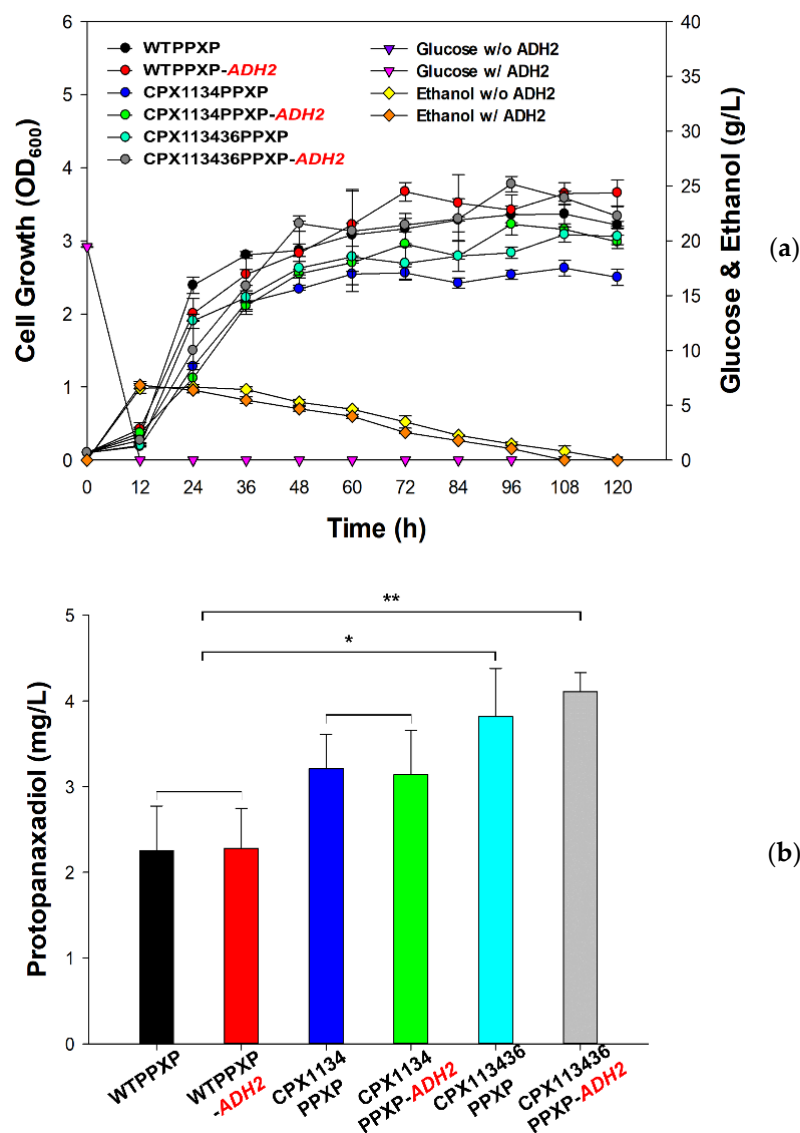 WTPPXP
WTPPXP-ADH2
CPX1134PPXP
CPX1134PPXP-ADH2
CPX113436PPXP
CPX113436PPXP-ADH2
Glucose w/o ADH2
Glucose w/ ADH2
Ethanol w/o ADH2
Ethanol w/ ADH2
Cell Growth (OD600)
6
5
4
3
2
1
0
40
35
30
25
20
15
10
5
0
Glucose & Ethanol (g/L)
(a)
0 12 24 36 48 60 72 84 96 108 120
Time (h)
Protopanaxadiol (mg/L)
5
4
3
2
1
0
**
*
(b)
WTPPXP
WTPPXP
-ADH2
CPX1134
PPXP
CPX1134
PPXP-ADH2
CPX113436
PPXP
CPX113436
PPXP-ADH2